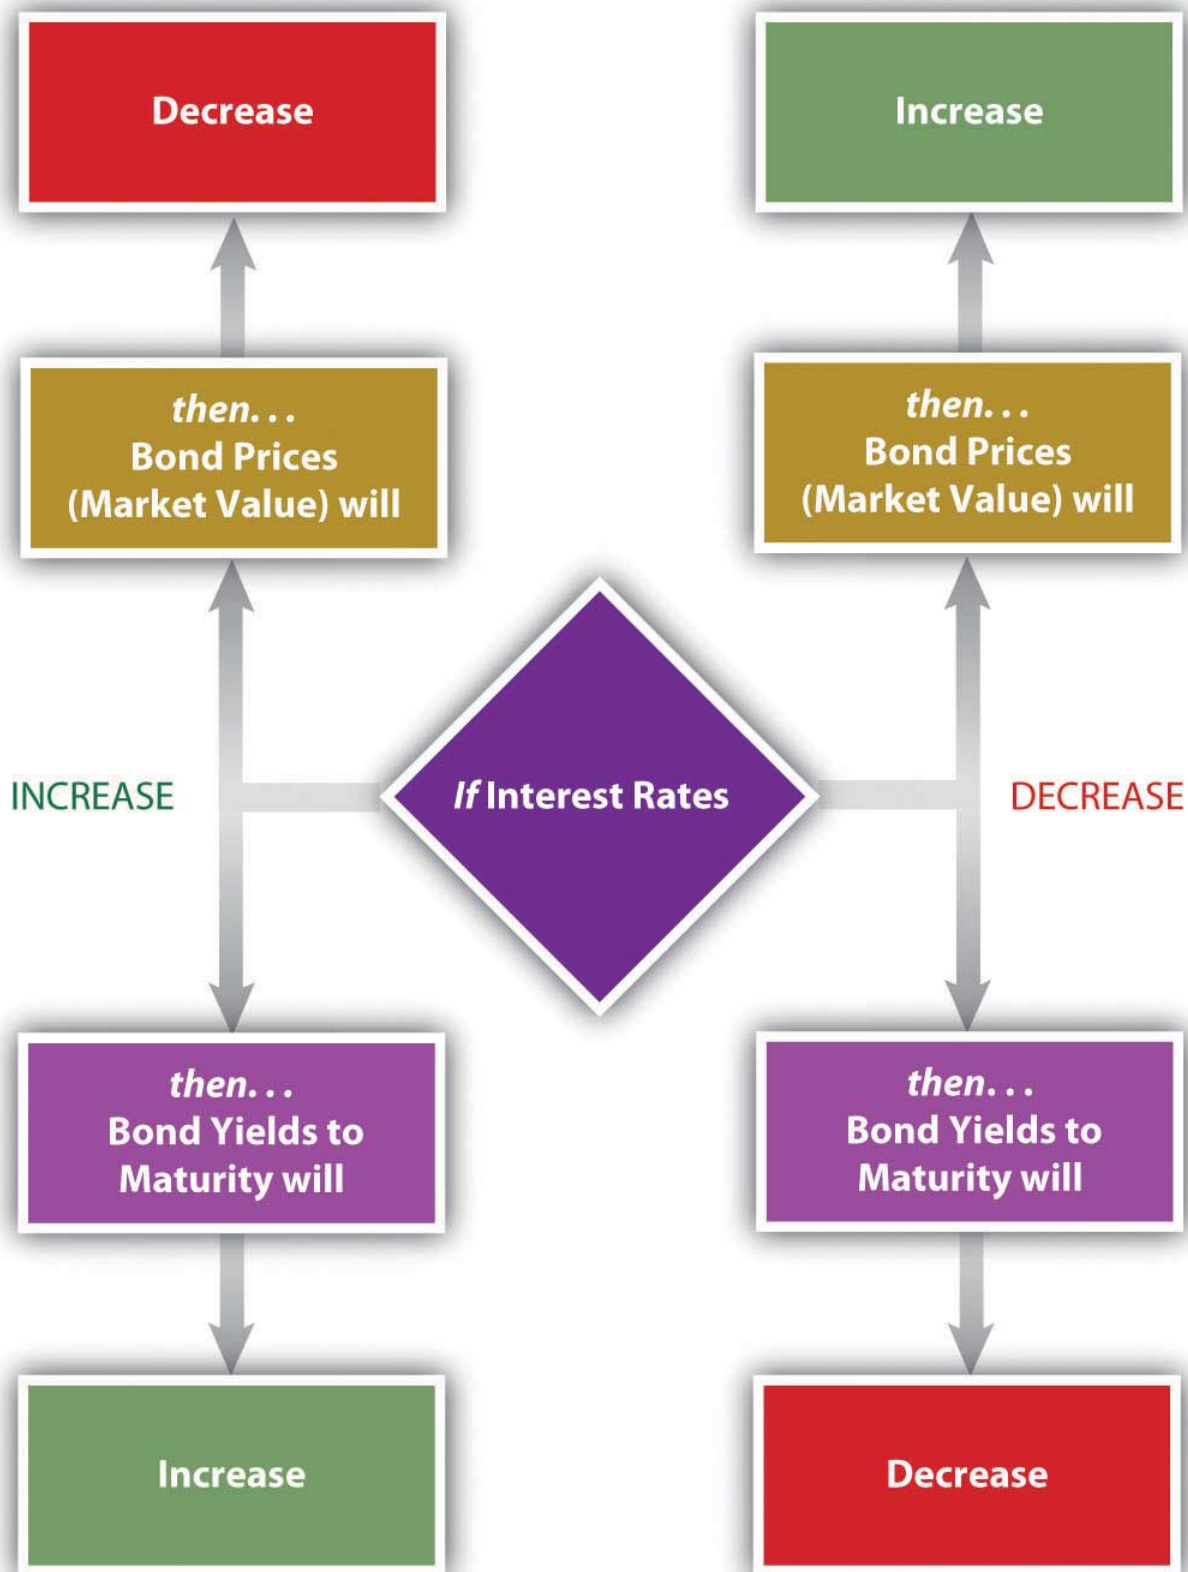 Decrease
Increase
then. . .
Bond Prices
(Market Value) will
then. . .
Bond Prices
(Market Value) will
INCREASE
If Interest Rates
DECREASE
then. . .
Bond Yields to
Maturity will
then. . .
Bond Yields to
Maturity will
Increase
Decrease